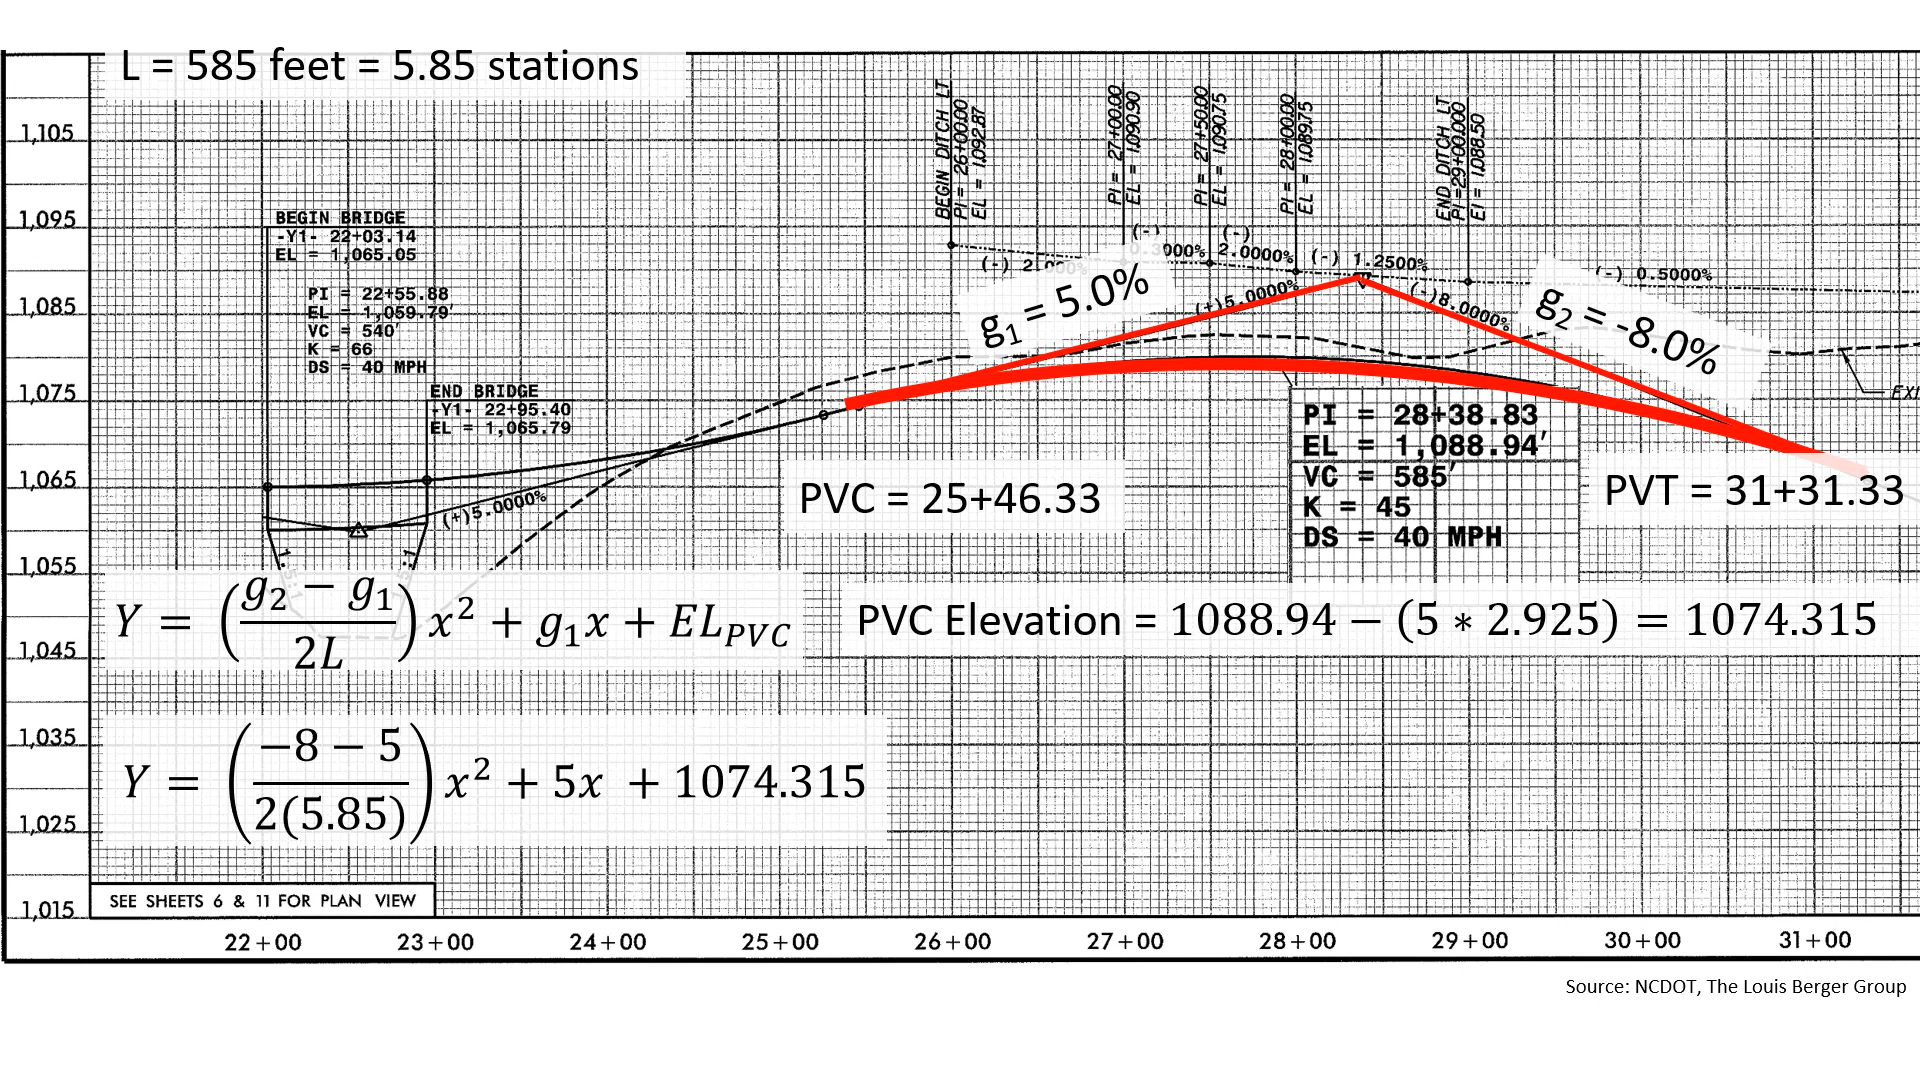 L = 585 feet = 5.85 stations
1,105
1,095
1,085
1,075
1,065
1,055
1,045
1,035
1,025
1,015
BEGIN BRIDGE
-Y1- 22+03.14
EL = 1,065.05
PI = 22+55.88
EL = 1,059.79'
VC = 540'
K = 66
DS = 40 MPH
END BRIDGE
-Y1- 22+95.40
EL = 1,065.79
(+)5.0000%
BEGIN DITCH LT
PI = 26+00.00
EL = 1,092.87
PI = 27+00.00
EL = 1,090.90
PI = 27+50.00
EL = 1,090.75
PI = 28+00.00
EL = 1,089.75
END DITCH LT
PI=29+00.000
El = 1,088.50
(-)
0.3000%
(-)
2.0000%
(-) 1.2500%
(-) 0.5000%
g₁ = 5.0%
(+)5.0000%
(-)8.0000%
g₂ = -8.0%
PI = 28+38.83
EL = 1,088.94'
VC = 585'
K = 45
DS = 40 MPH
PVC = 25+46.33
PVT = 31+31.33
Y = ((g₂ − g₁)/2L) x² + g₁x + EL_PVC
PVC Elevation = 1088.94 − (5 ∗ 2.925) = 1074.315
Y = ((−8 − 5)/2(5.85)) x² + 5x + 1074.315
SEE SHEETS 6 & 11 FOR PLAN VIEW
22+00 23+00 24+00 25+00 26+00 27+00 28+00 29+00 30+00 31+00
Source: NCDOT, The Louis Berger Group